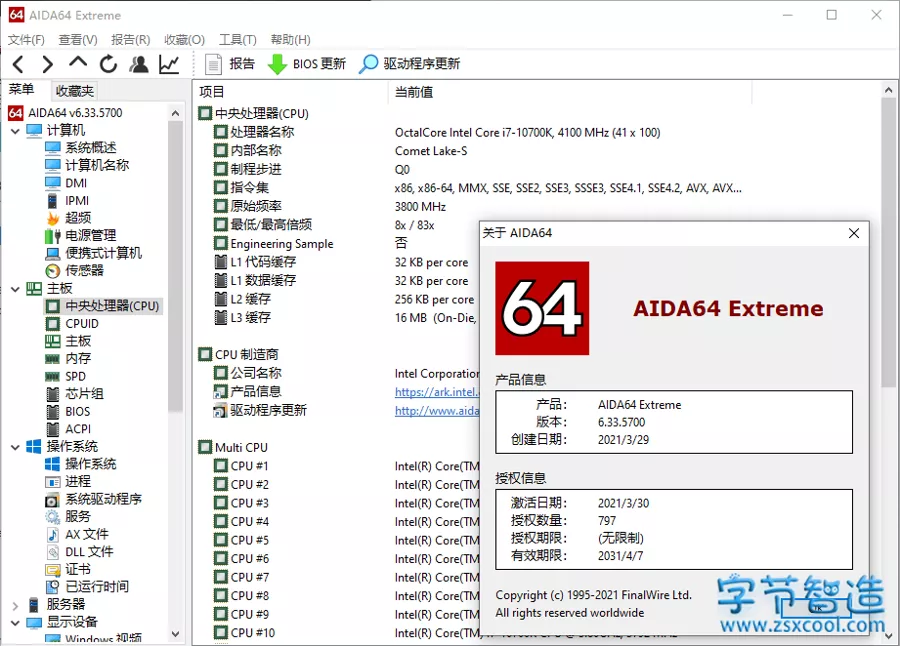 64 AIDA64 Extreme
文件(F) 查看(V) 报告(R) 收藏(O) 工具(T) 帮助(H)
报告 BIOS 更新 驱动程序更新
菜单 收藏夹
64 AIDA64 v6.33.5700
计算机
系统概述
计算机名称
DMI
IPMI
超频
电源管理
便携式计算机
传感器
主板
中央处理器(CPU)
CPUID
主板
内存
SPD
芯片组
BIOS
ACPI
操作系统
操作系统
进程
系统驱动程序
服务
AX 文件
DLL 文件
证书
已运行时间
服务器
显示设备
Windows 视频
项目 当前值
中央处理器(CPU)
处理器名称 OctalCore Intel Core i7-10700K, 4100 MHz (41 x 100)
内部名称 Comet Lake-S
制程步进 Q0
指令集 x86, x86-64, MMX, SSE, SSE2, SSE3, SSSE3, SSE4.1, SSE4.2, AVX, AVX...
原始频率 3800 MHz
最低/最高倍频 8x / 83x
Engineering Sample 否
L1 代码缓存 32 KB per core
L1 数据缓存 32 KB per core
L2 缓存 256 KB per core
L3 缓存 16 MB (On-Die,
CPU 制造商
公司名称 Intel Corporation
产品信息 https://ark.intel.
驱动程序更新 http://www.aida
Multi CPU
CPU #1 Intel(R) Core(TM
CPU #2 Intel(R) Core(TM
CPU #3 Intel(R) Core(TM
CPU #4 Intel(R) Core(TM
CPU #5 Intel(R) Core(TM
CPU #6 Intel(R) Core(TM
CPU #7 Intel(R) Core(TM
CPU #8 Intel(R) Core(TM
CPU #9 Intel(R) Core(TM
CPU #10 Intel(R) Core(TM
关于 AIDA64
64
AIDA64 Extreme
产品信息
产品: AIDA64 Extreme
版本: 6.33.5700
创建日期: 2021/3/29
授权信息
激活日期: 2021/3/30
授权数量: 797
授权期限: (无限制)
有效期限: 2031/4/7
Copyright (c) 1995-2021 FinalWire Ltd.
All rights reserved worldwide
字节智造
www.zsxcool.com